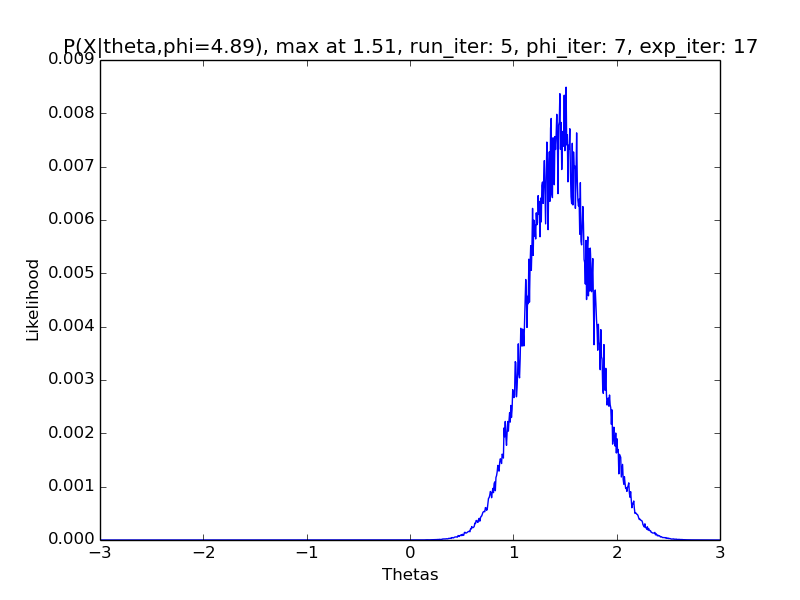 P(X|theta,phi=4.89), max at 1.51, run_iter: 5, phi_iter: 7, exp_iter: 17
0.009
0.008
0.007
0.006
0.005
0.004
0.003
0.002
0.001
0.000
Likelihood
−3 −2 −1 0 1 2 3
Thetas